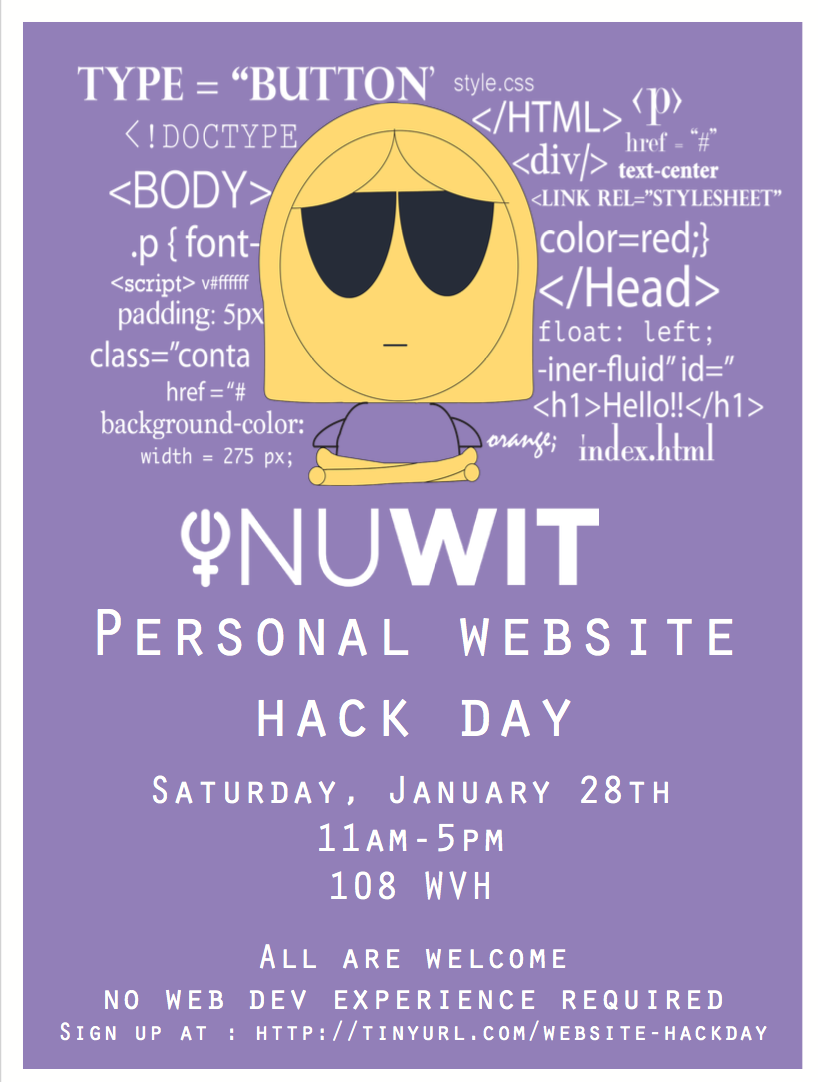 TYPE = “BUTTON’
style.css
<!DOCTYPE
</HTML>
<p>
href = “#”
<BODY>
<div/>
text-center
<LINK REL=”STYLESHEET”
.p { font-
color=red;}
<script> v#ffffff
</Head>
padding: 5px
float: left;
class=”conta
-iner-fluid” id=”
href = “#
<h1>Hello!!</h1>
background-color:
orange;
index.html
width = 275 px;
NUWIT
PERSONAL WEBSITE
HACK DAY
SATURDAY, JANUARY 28TH
11AM-5PM
108 WVH
ALL ARE WELCOME
NO WEB DEV EXPERIENCE REQUIRED
SIGN UP AT : HTTP://TINYURL.COM/WEBSITE-HACKDAY